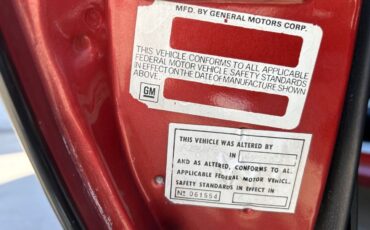 MFD. BY GENERAL MOTORS CORP.
THIS VEHICLE CONFORMS TO ALL APPLICABLE
FEDERAL MOTOR VEHICLE SAFETY STANDARDS
IN EFFECT ON THE DATE OF MANUFACTURE SHOWN
ABOVE.
GM
THIS VEHICLE WAS ALTERED BY
IN
AND AS ALTERED, CONFORMS TO AL
APPLICABLE FEDERAL MOTOR VEHICL
SAFETY STANDARDS IN EFFECT IN
№ 061554